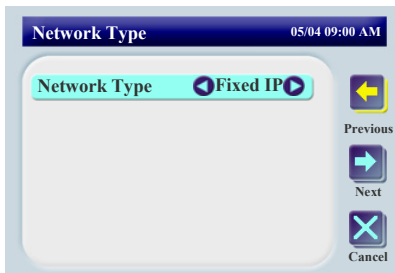 Network Type 05/04 09:00 AM
Network Type Fixed IP
Previous
Next
Cancel